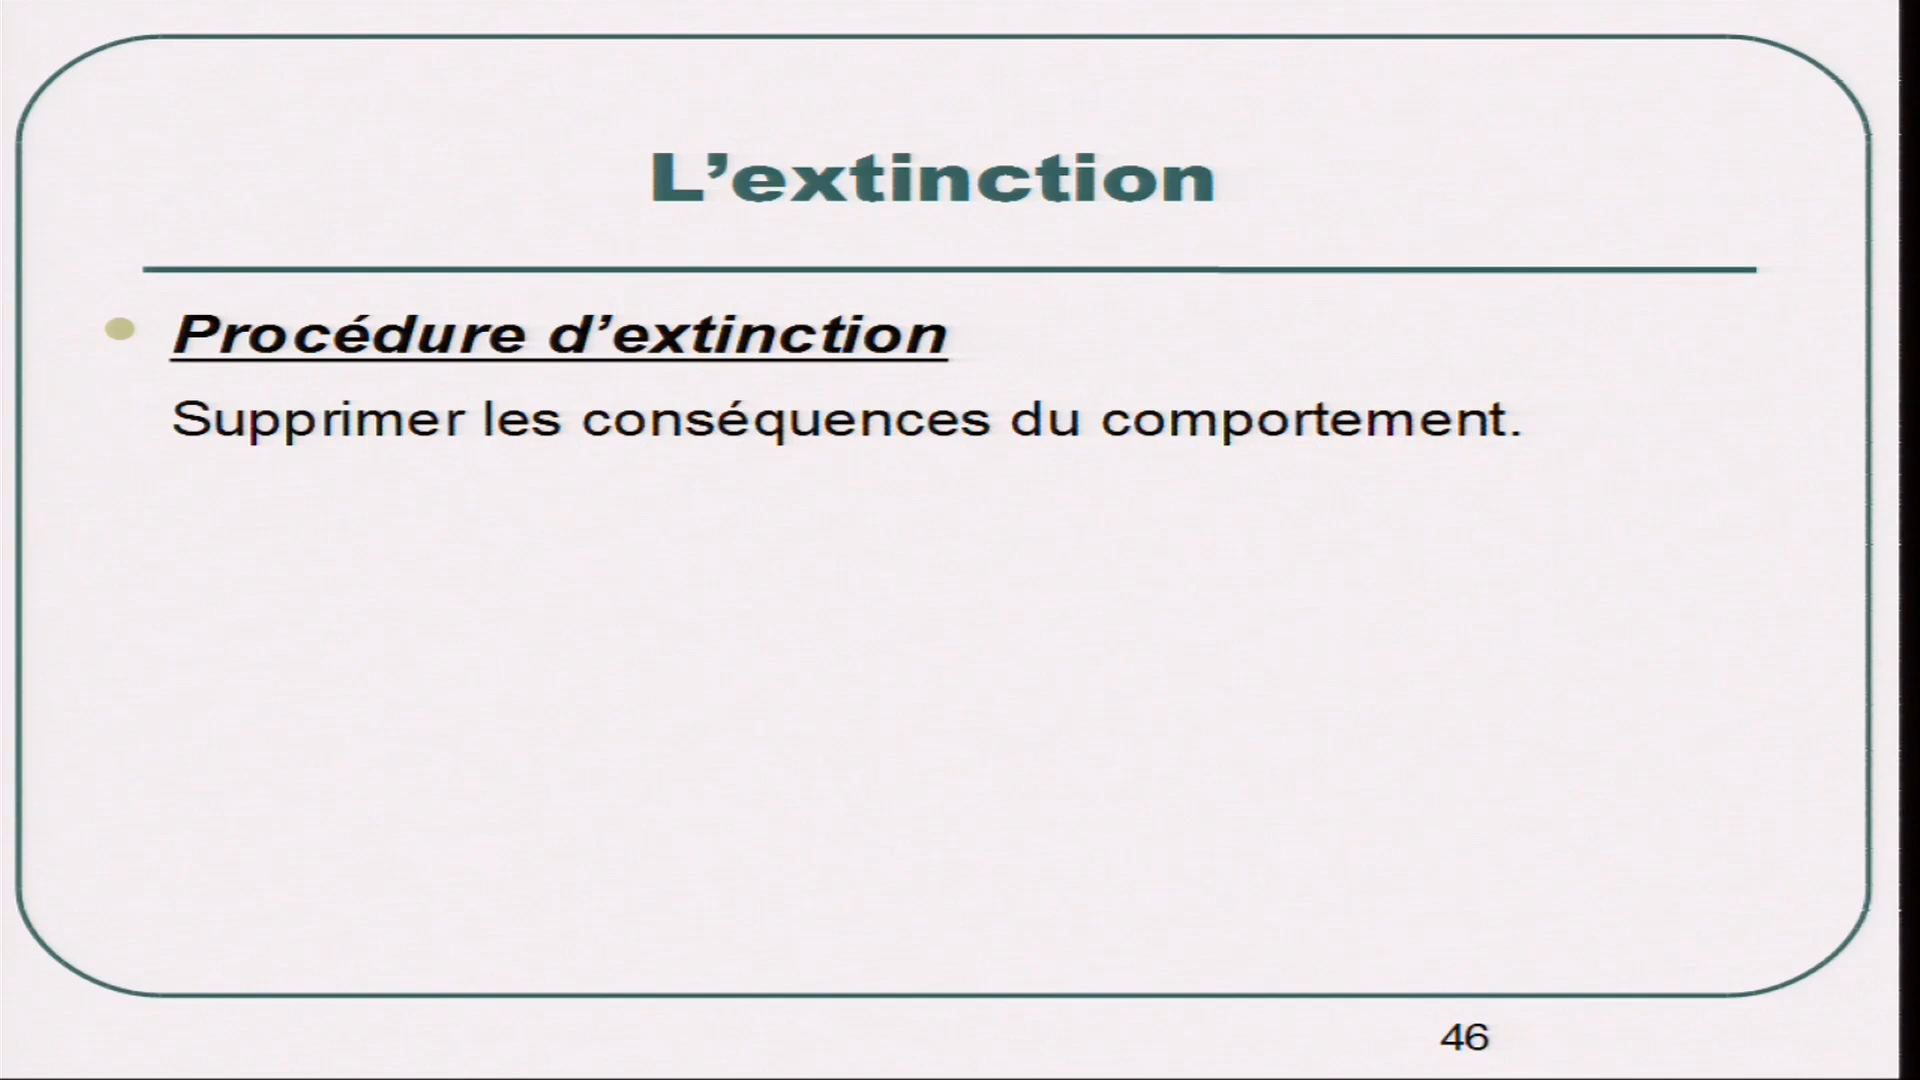 L’extinction
Procédure d’extinction
Supprimer les conséquences du comportement.
46